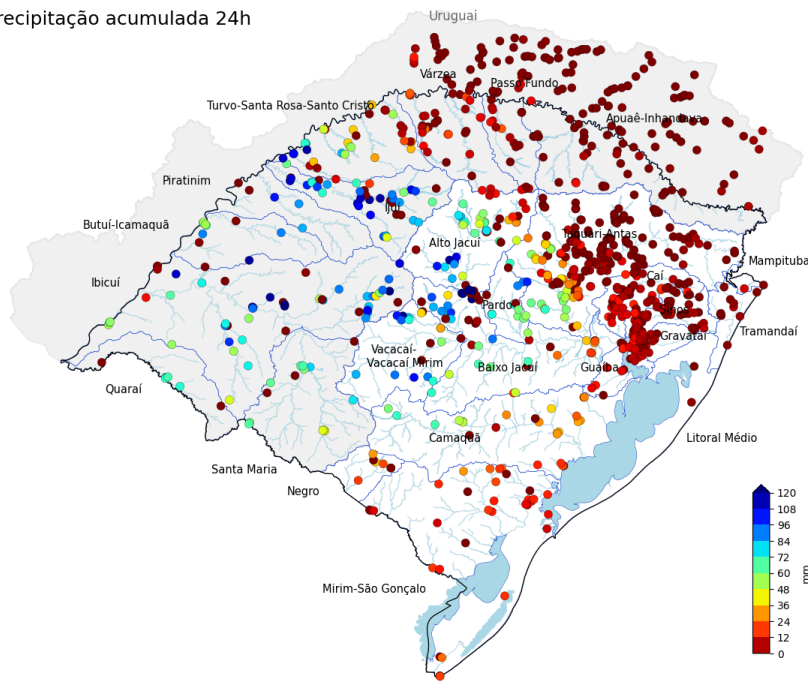 recipitação acumulada 24h
Uruguai
Várzea
Passo Fundo
Turvo-Santa Rosa-Santo Cristo
Apuaê-Inhandava
Piratinim
Ijuí
Butuí-Icamaquã
Taquari-Antas
Alto Jacuí
Mampituba
Ibicuí
Caí
Pardo
Sinos
Tramandaí
Gravataí
Vacacaí-
Vacacaí Mirim
Baixo Jacuí
Guaíba
Quaraí
Camaquã
Litoral Médio
Santa Maria
Negro
Mirim-São Gonçalo
120
108
96
84
72
60
48
36
24
12
0
mm